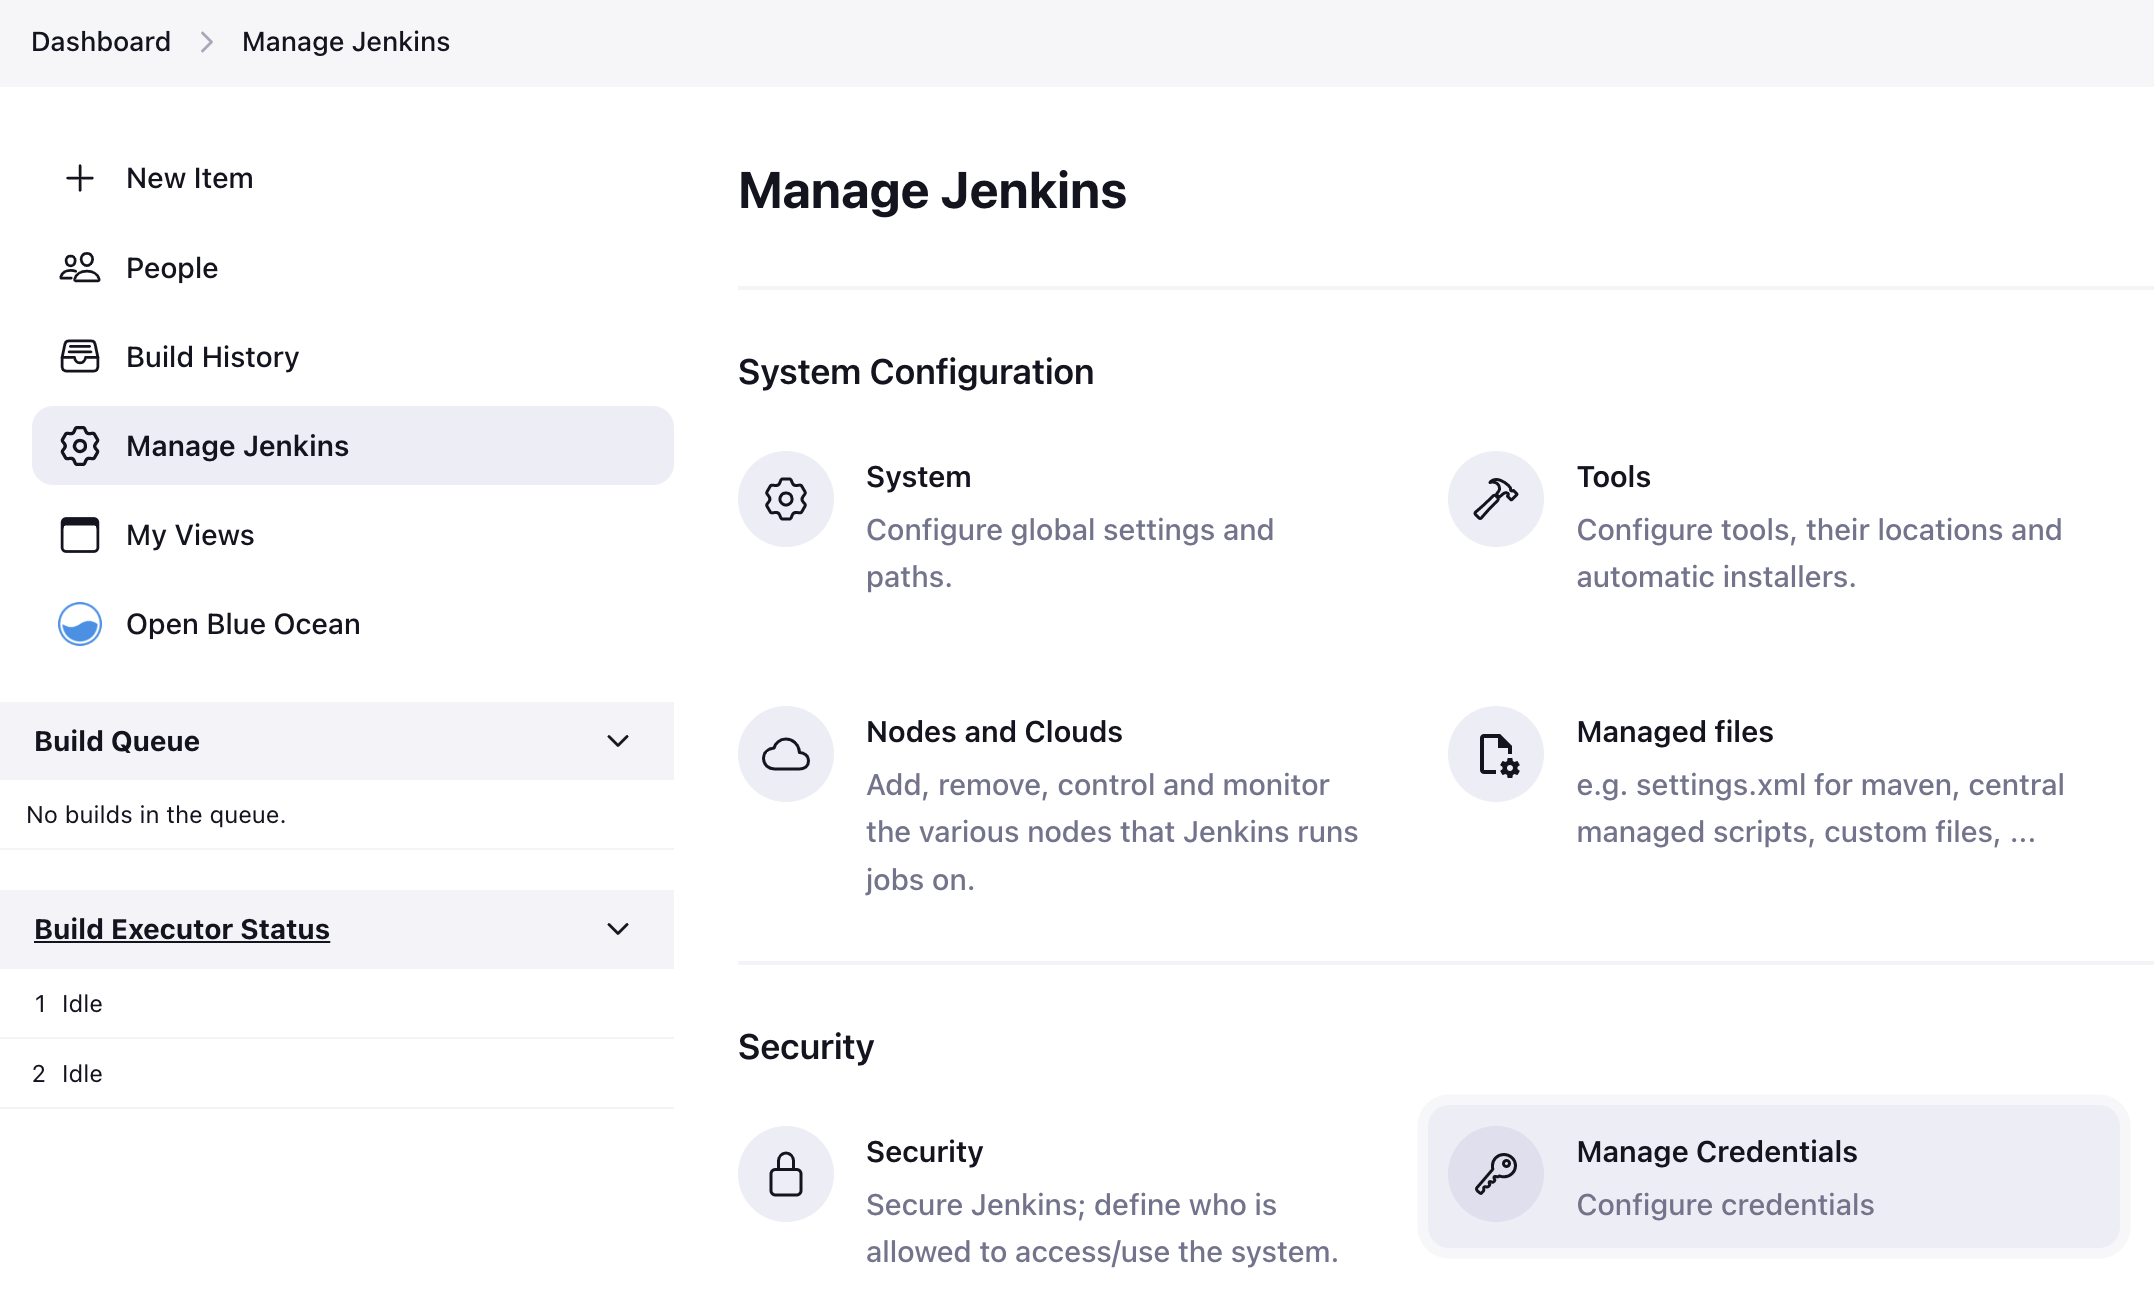 Dashboard
Manage Jenkins
New Item
People
Build History
Manage Jenkins
My Views
Open Blue Ocean
Build Queue
No builds in the queue.
Build Executor Status
1 Idle
2 Idle
Manage Jenkins
System Configuration
System
Configure global settings and
paths.
Tools
Configure tools, their locations and
automatic installers.
Nodes and Clouds
Add, remove, control and monitor
the various nodes that Jenkins runs
jobs on.
Managed files
e.g. settings.xml for maven, central
managed scripts, custom files, ...
Security
Security
Secure Jenkins; define who is
allowed to access/use the system.
Manage Credentials
Configure credentials